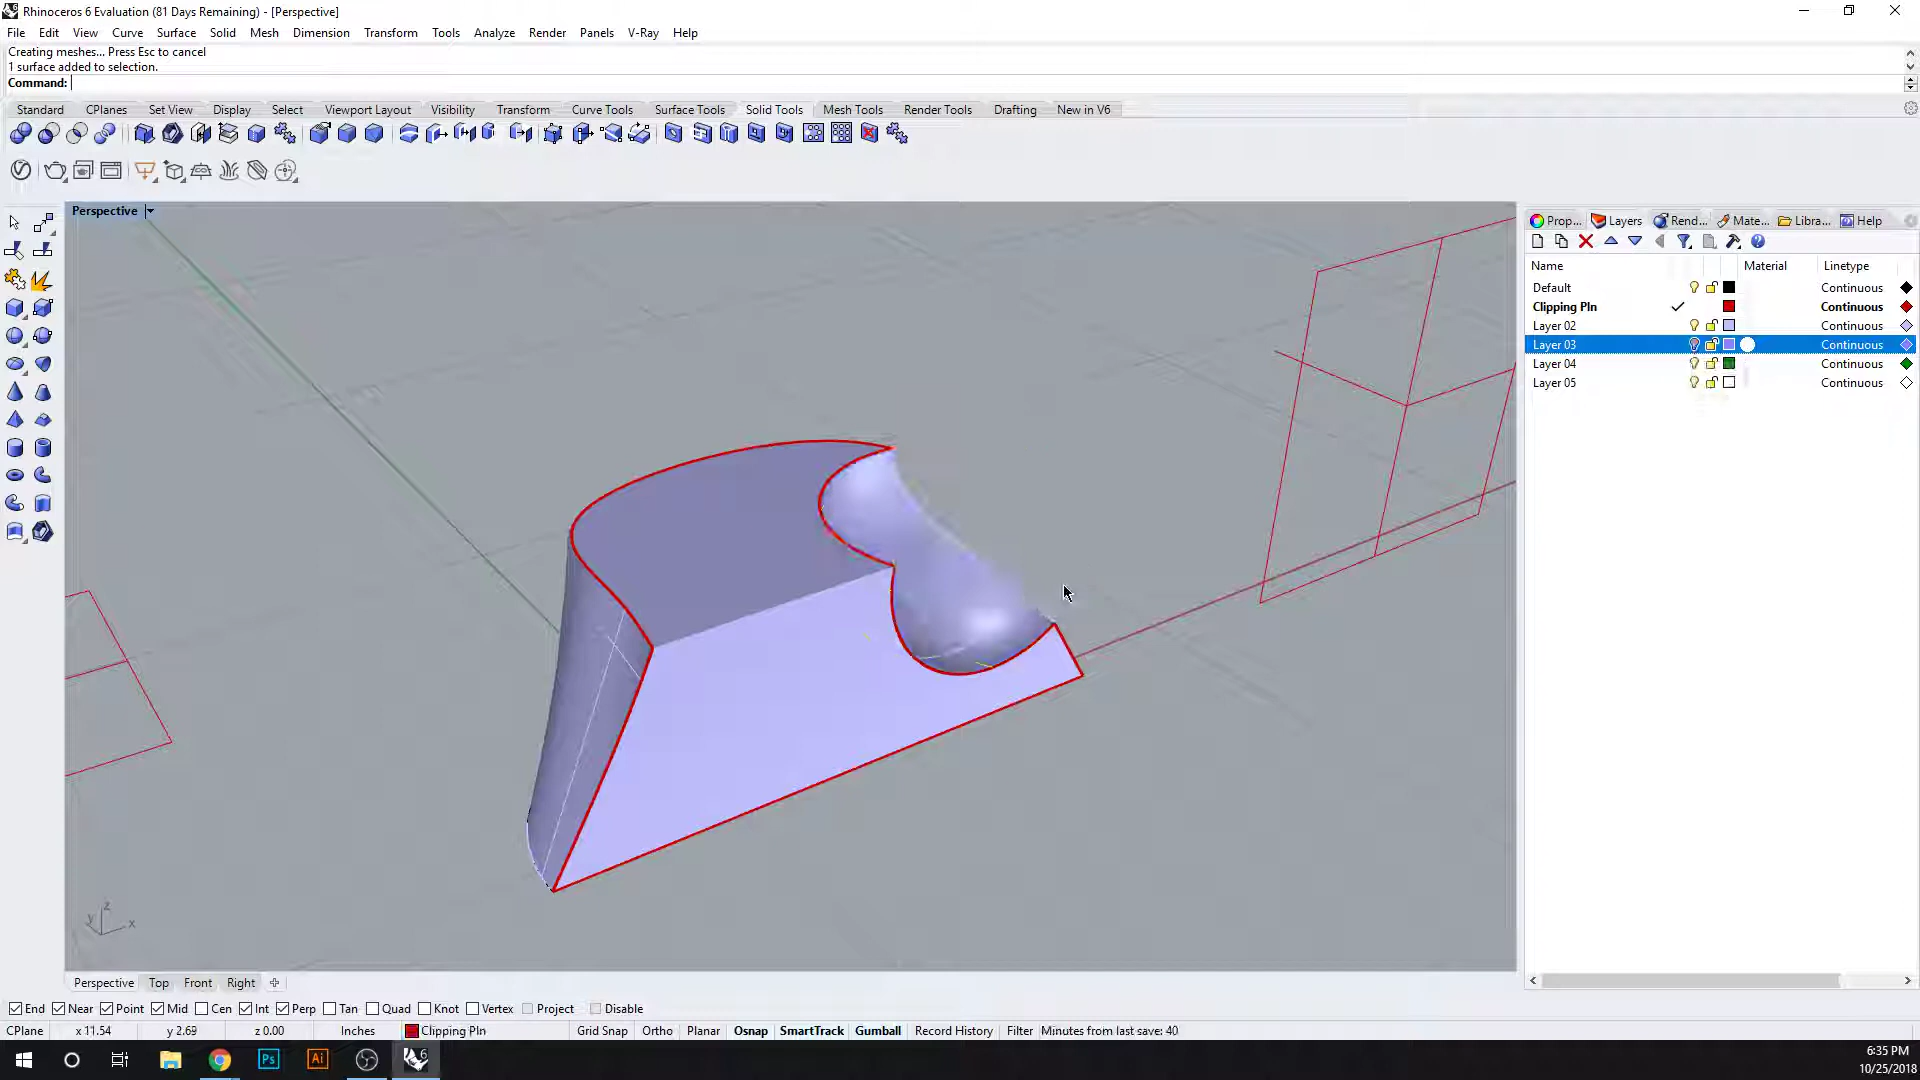 Rhinoceros 6 Evaluation (81 Days Remaining) - [Perspective]
File Edit View Curve Surface Solid Mesh Dimension Transform Tools Analyze Render Panels V-Ray Help
Creating meshes... Press Esc to cancel
1 surface added to selection.
Command:
Standard CPlanes Set View Display Select Viewport Layout Visibility Transform Curve Tools Surface Tools Solid Tools Mesh Tools Render Tools Drafting New in V6
Perspective
Prop... Layers Rend... Mate... Libra... Help
Name Material Linetype
Default Continuous
Clipping Pln Continuous
Layer 02 Continuous
Layer 03 Continuous
Layer 04 Continuous
Layer 05 Continuous
z
y
x
Perspective Top Front Right
End Near Point Mid Cen Int Perp Tan Quad Knot Vertex Project Disable
CPlane x 11.54 y 2.69 z 0.00 Inches Clipping Pln Grid Snap Ortho Planar Osnap SmartTrack Gumball Record History Filter Minutes from last save: 40
Ps
Ai
6
6:35 PM
10/25/2018